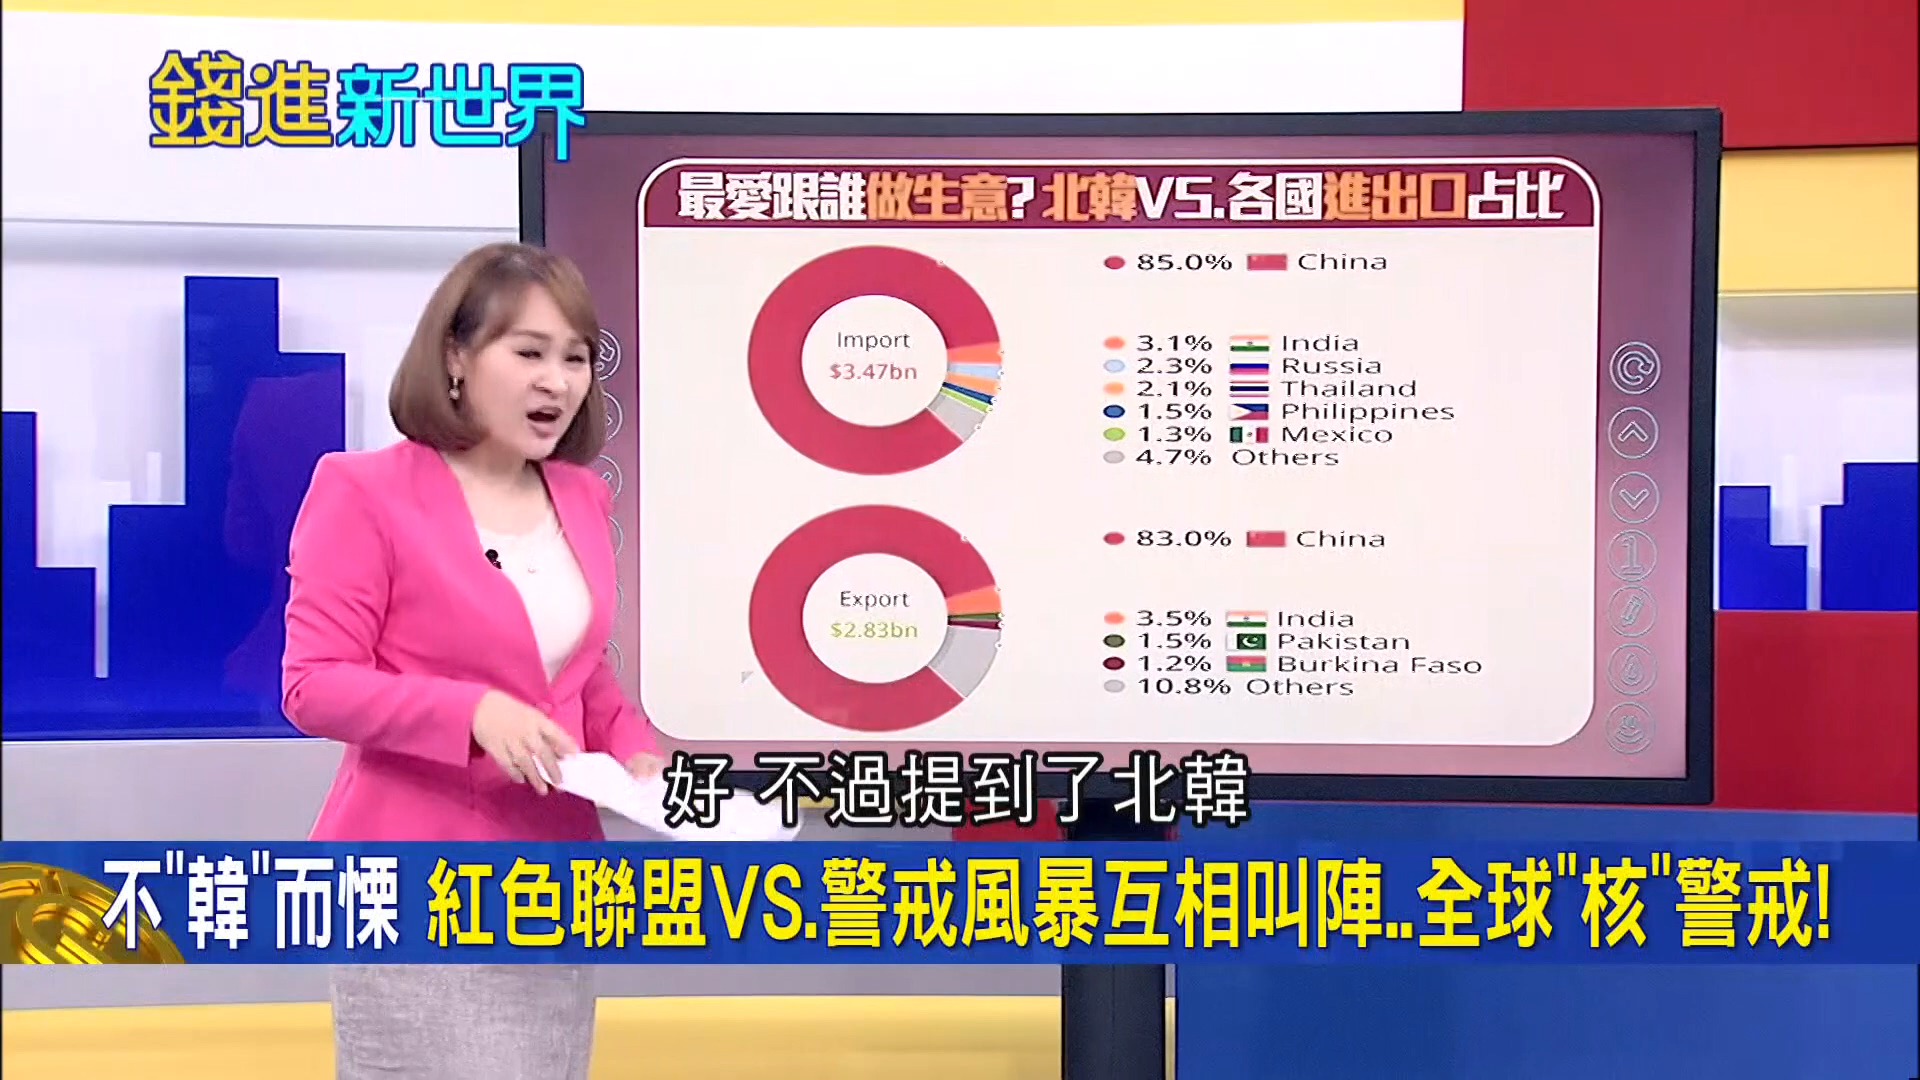 錢進新世界
最愛跟誰做生意? 北韓VS.各國進出口占比
Import
$3.47bn
85.0% China
3.1% India
2.3% Russia
2.1% Thailand
1.5% Philippines
1.3% Mexico
4.7% Others
Export
$2.83bn
83.0% China
3.5% India
1.5% Pakistan
1.2% Burkina Faso
10.8% Others
1
好 不過提到了北韓
不"韓"而慄 紅色聯盟VS.警戒風暴互相叫陣..全球"核"警戒!